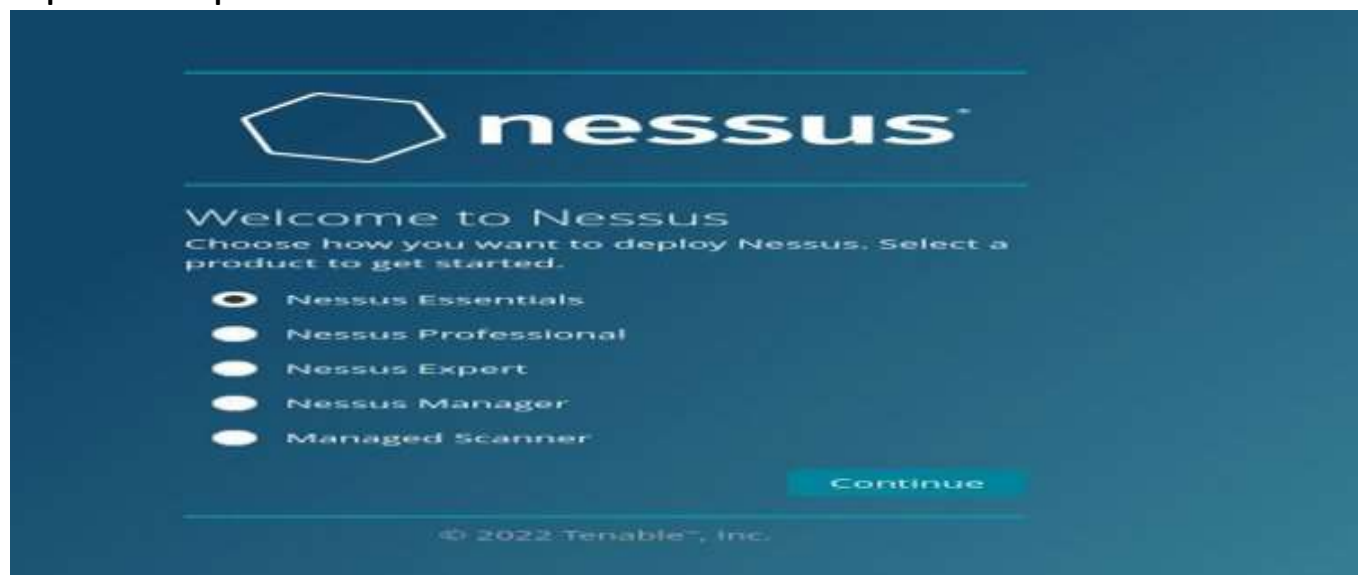 nessus
Welcome to Nessus
Choose how you want to deploy Nessus. Select a
product to get started.
Nessus Essentials
Nessus Professional
Nessus Expert
Nessus Manager
Managed Scanner
Continue
© 2022 Tenable™, Inc.